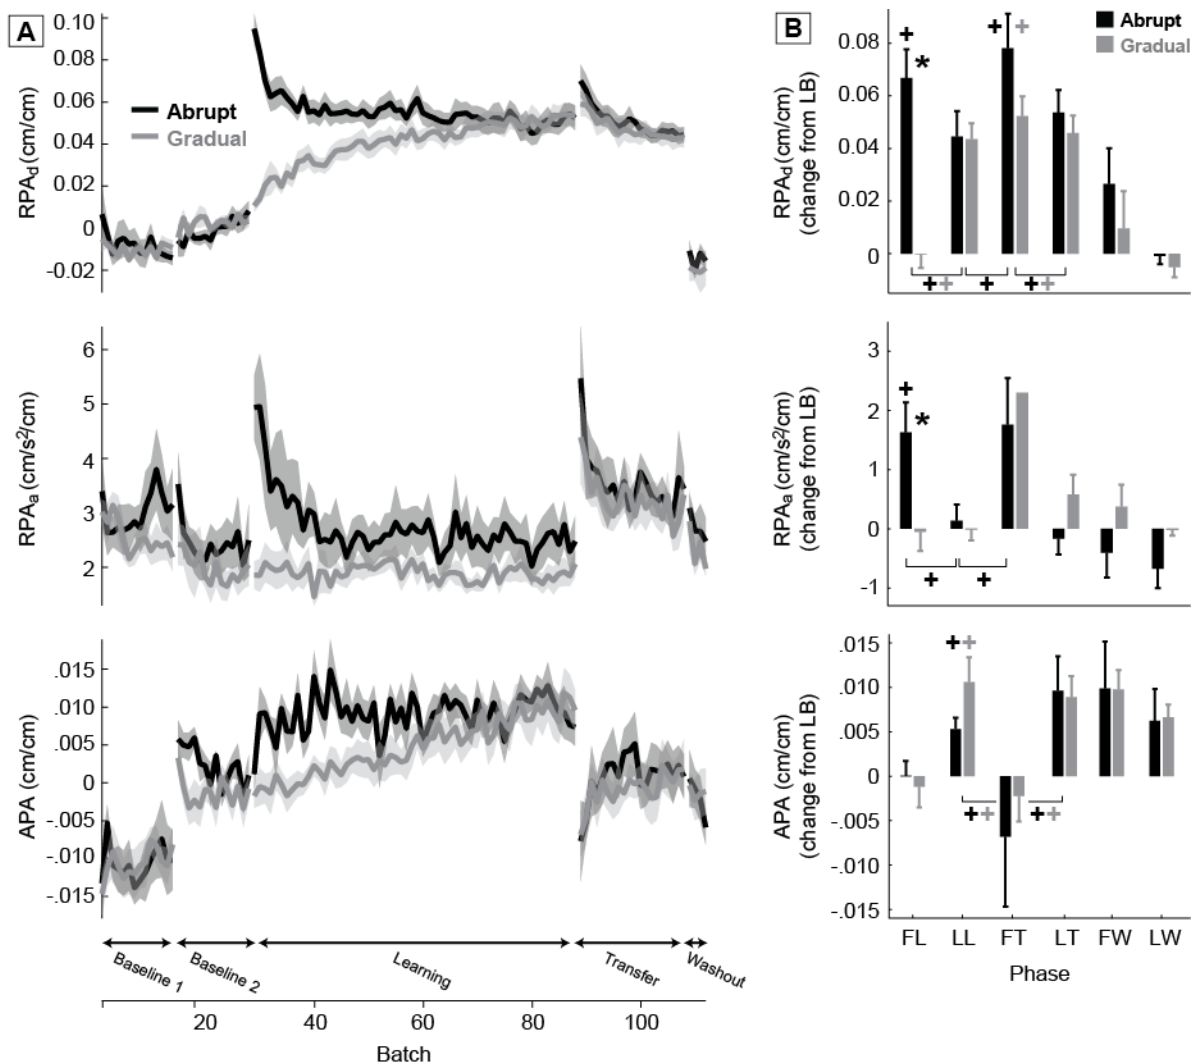 A
0.10
0.08
0.06
0.04
0.02
0
-0.02
RPAd (cm/cm)
Abrupt
Gradual
6
5
4
3
2
RPAa (cm/s²/cm)
.015
.010
.005
0
-.005
-.010
-.015
APA (cm/cm)
Baseline 1
Baseline 2
Learning
Transfer
Washout
20 40 60 80 100
Batch
B
Abrupt
Gradual
0.08
0.06
0.04
0.02
0
RPAd (cm/cm)
(change from LB)
+
*
+ +
+ +
+
+ +
3
2
1
0
-1
RPAa (cm/s²/cm)
(change from LB)
+
*
+
+
.015
.010
.005
0
-.005
-.010
-.015
APA (cm/cm)
(change from LB)
+ +
+ +
+ +
FL LL FT LT FW LW
Phase